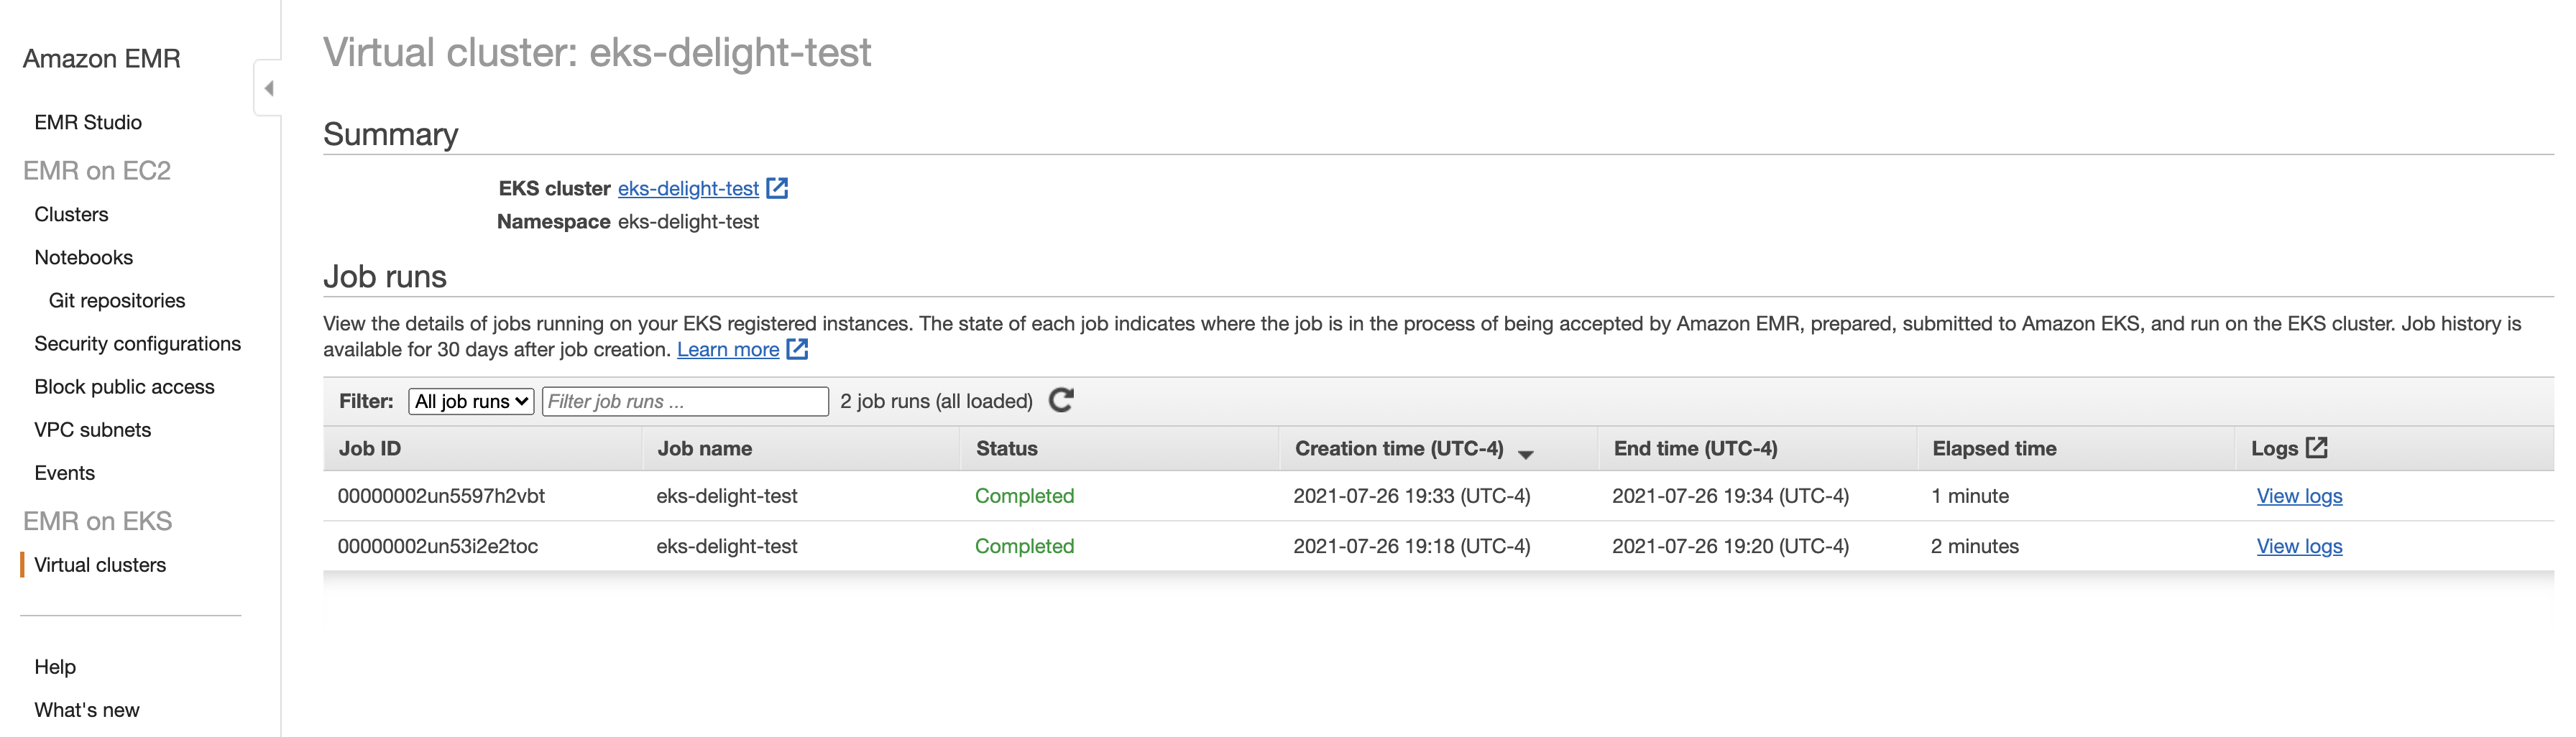 Amazon EMR
EMR Studio
EMR on EC2
Clusters
Notebooks
Git repositories
Security configurations
Block public access
VPC subnets
Events
EMR on EKS
Virtual clusters
Help
What's new
Virtual cluster: eks-delight-test
Summary
EKS cluster eks-delight-test
Namespace eks-delight-test
Job runs
View the details of jobs running on your EKS registered instances. The state of each job indicates where the job is in the process of being accepted by Amazon EMR, prepared, submitted to Amazon EKS, and run on the EKS cluster. Job history is
available for 30 days after job creation. Learn more
Filter: All job runs Filter job runs ... 2 job runs (all loaded)
Job ID Job name Status Creation time (UTC-4) End time (UTC-4) Elapsed time Logs
00000002un5597h2vbt eks-delight-test Completed 2021-07-26 19:33 (UTC-4) 2021-07-26 19:34 (UTC-4) 1 minute View logs
00000002un53i2e2toc eks-delight-test Completed 2021-07-26 19:18 (UTC-4) 2021-07-26 19:20 (UTC-4) 2 minutes View logs